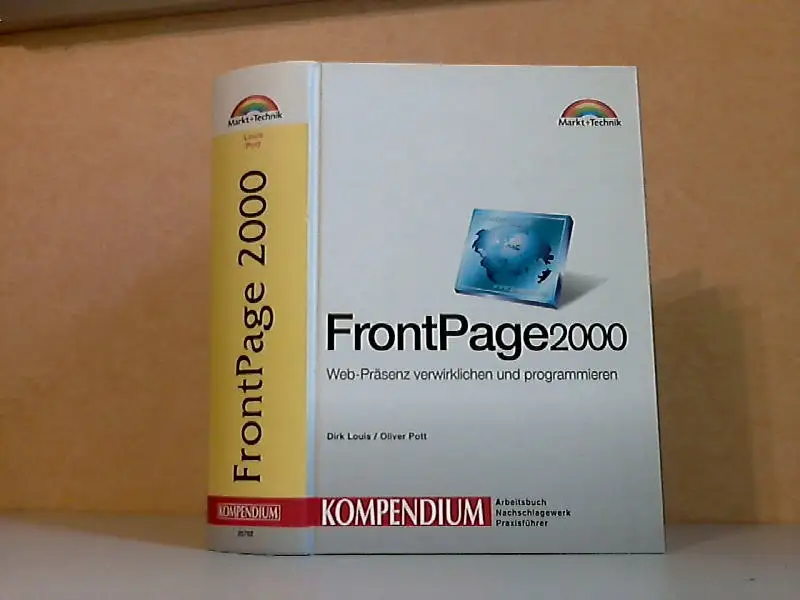 Markt+Technik
Louis
Pott
FrontPage 2000
KOMPENDIUM
Markt+Technik
FrontPage2000
Web-Präsenz verwirklichen und programmieren
Dirk Louis / Oliver Pott
KOMPENDIUM
Arbeitsbuch
Nachschlagewerk
Praxisführer